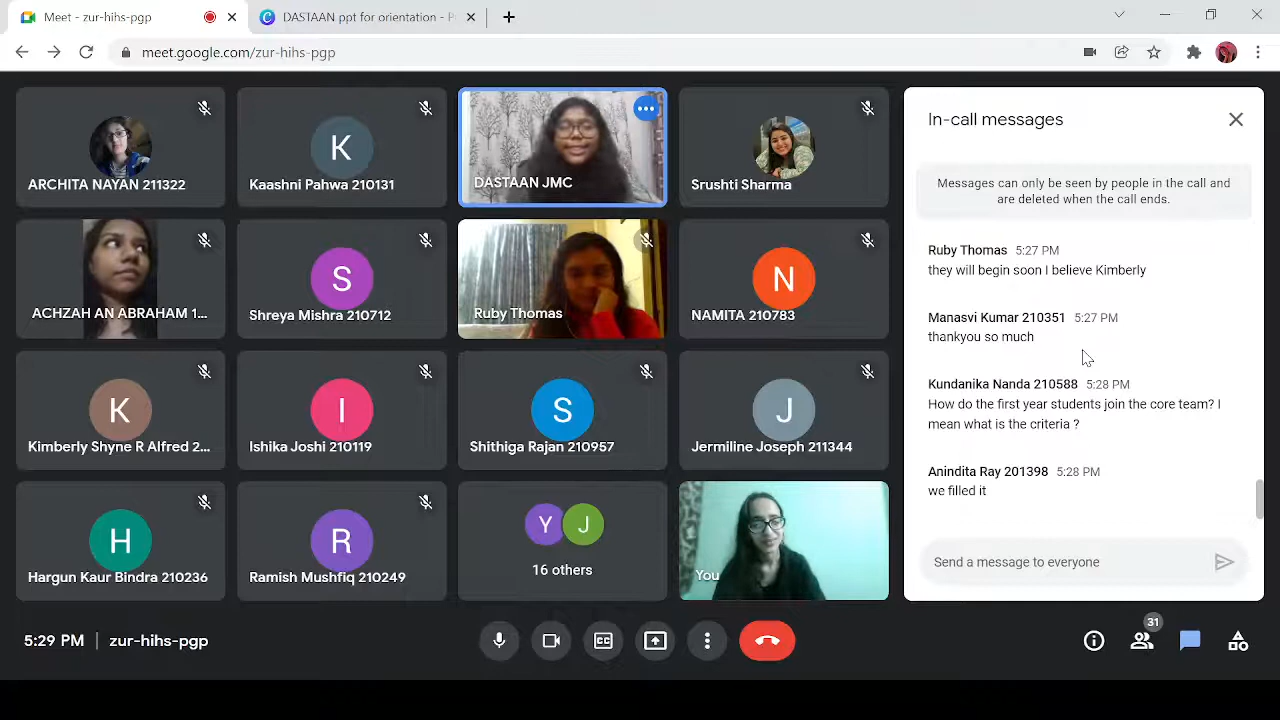 Meet - zur-hihs-pgp
DASTAAN ppt for orientation - P
meet.google.com/zur-hihs-pgp
ARCHITA NAYAN 211322
K
Kaashni Pahwa 210131
DASTAAN JMC
Srushti Sharma
ACHZAH AN ABRAHAM 1...
S
Shreya Mishra 210712
Ruby Thomas
N
NAMITA 210783
K
Kimberly Shyne R Alfred 2...
I
Ishika Joshi 210119
S
Shithiga Rajan 210957
J
Jermiline Joseph 211344
H
Hargun Kaur Bindra 210236
R
Ramish Mushfiq 210249
Y J
16 others
You
In-call messages
Messages can only be seen by people in the call and
are deleted when the call ends.
Ruby Thomas 5:27 PM
they will begin soon I believe Kimberly
Manasvi Kumar 210351 5:27 PM
thankyou so much
Kundanika Nanda 210588 5:28 PM
How do the first year students join the core team? I
mean what is the criteria ?
Anindita Ray 201398 5:28 PM
we filled it
Send a message to everyone
5:29 PM | zur-hihs-pgp
CC
31